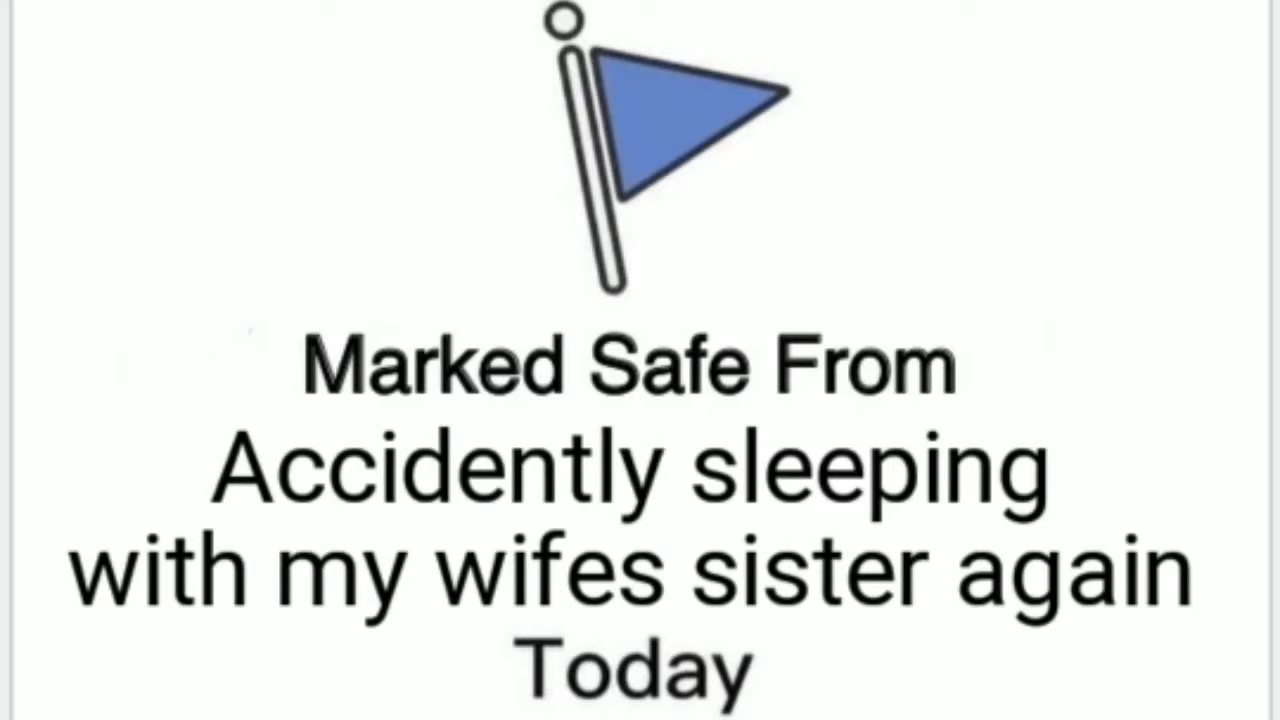 Marked Safe From
Accidently sleeping
with my wifes sister again
Today